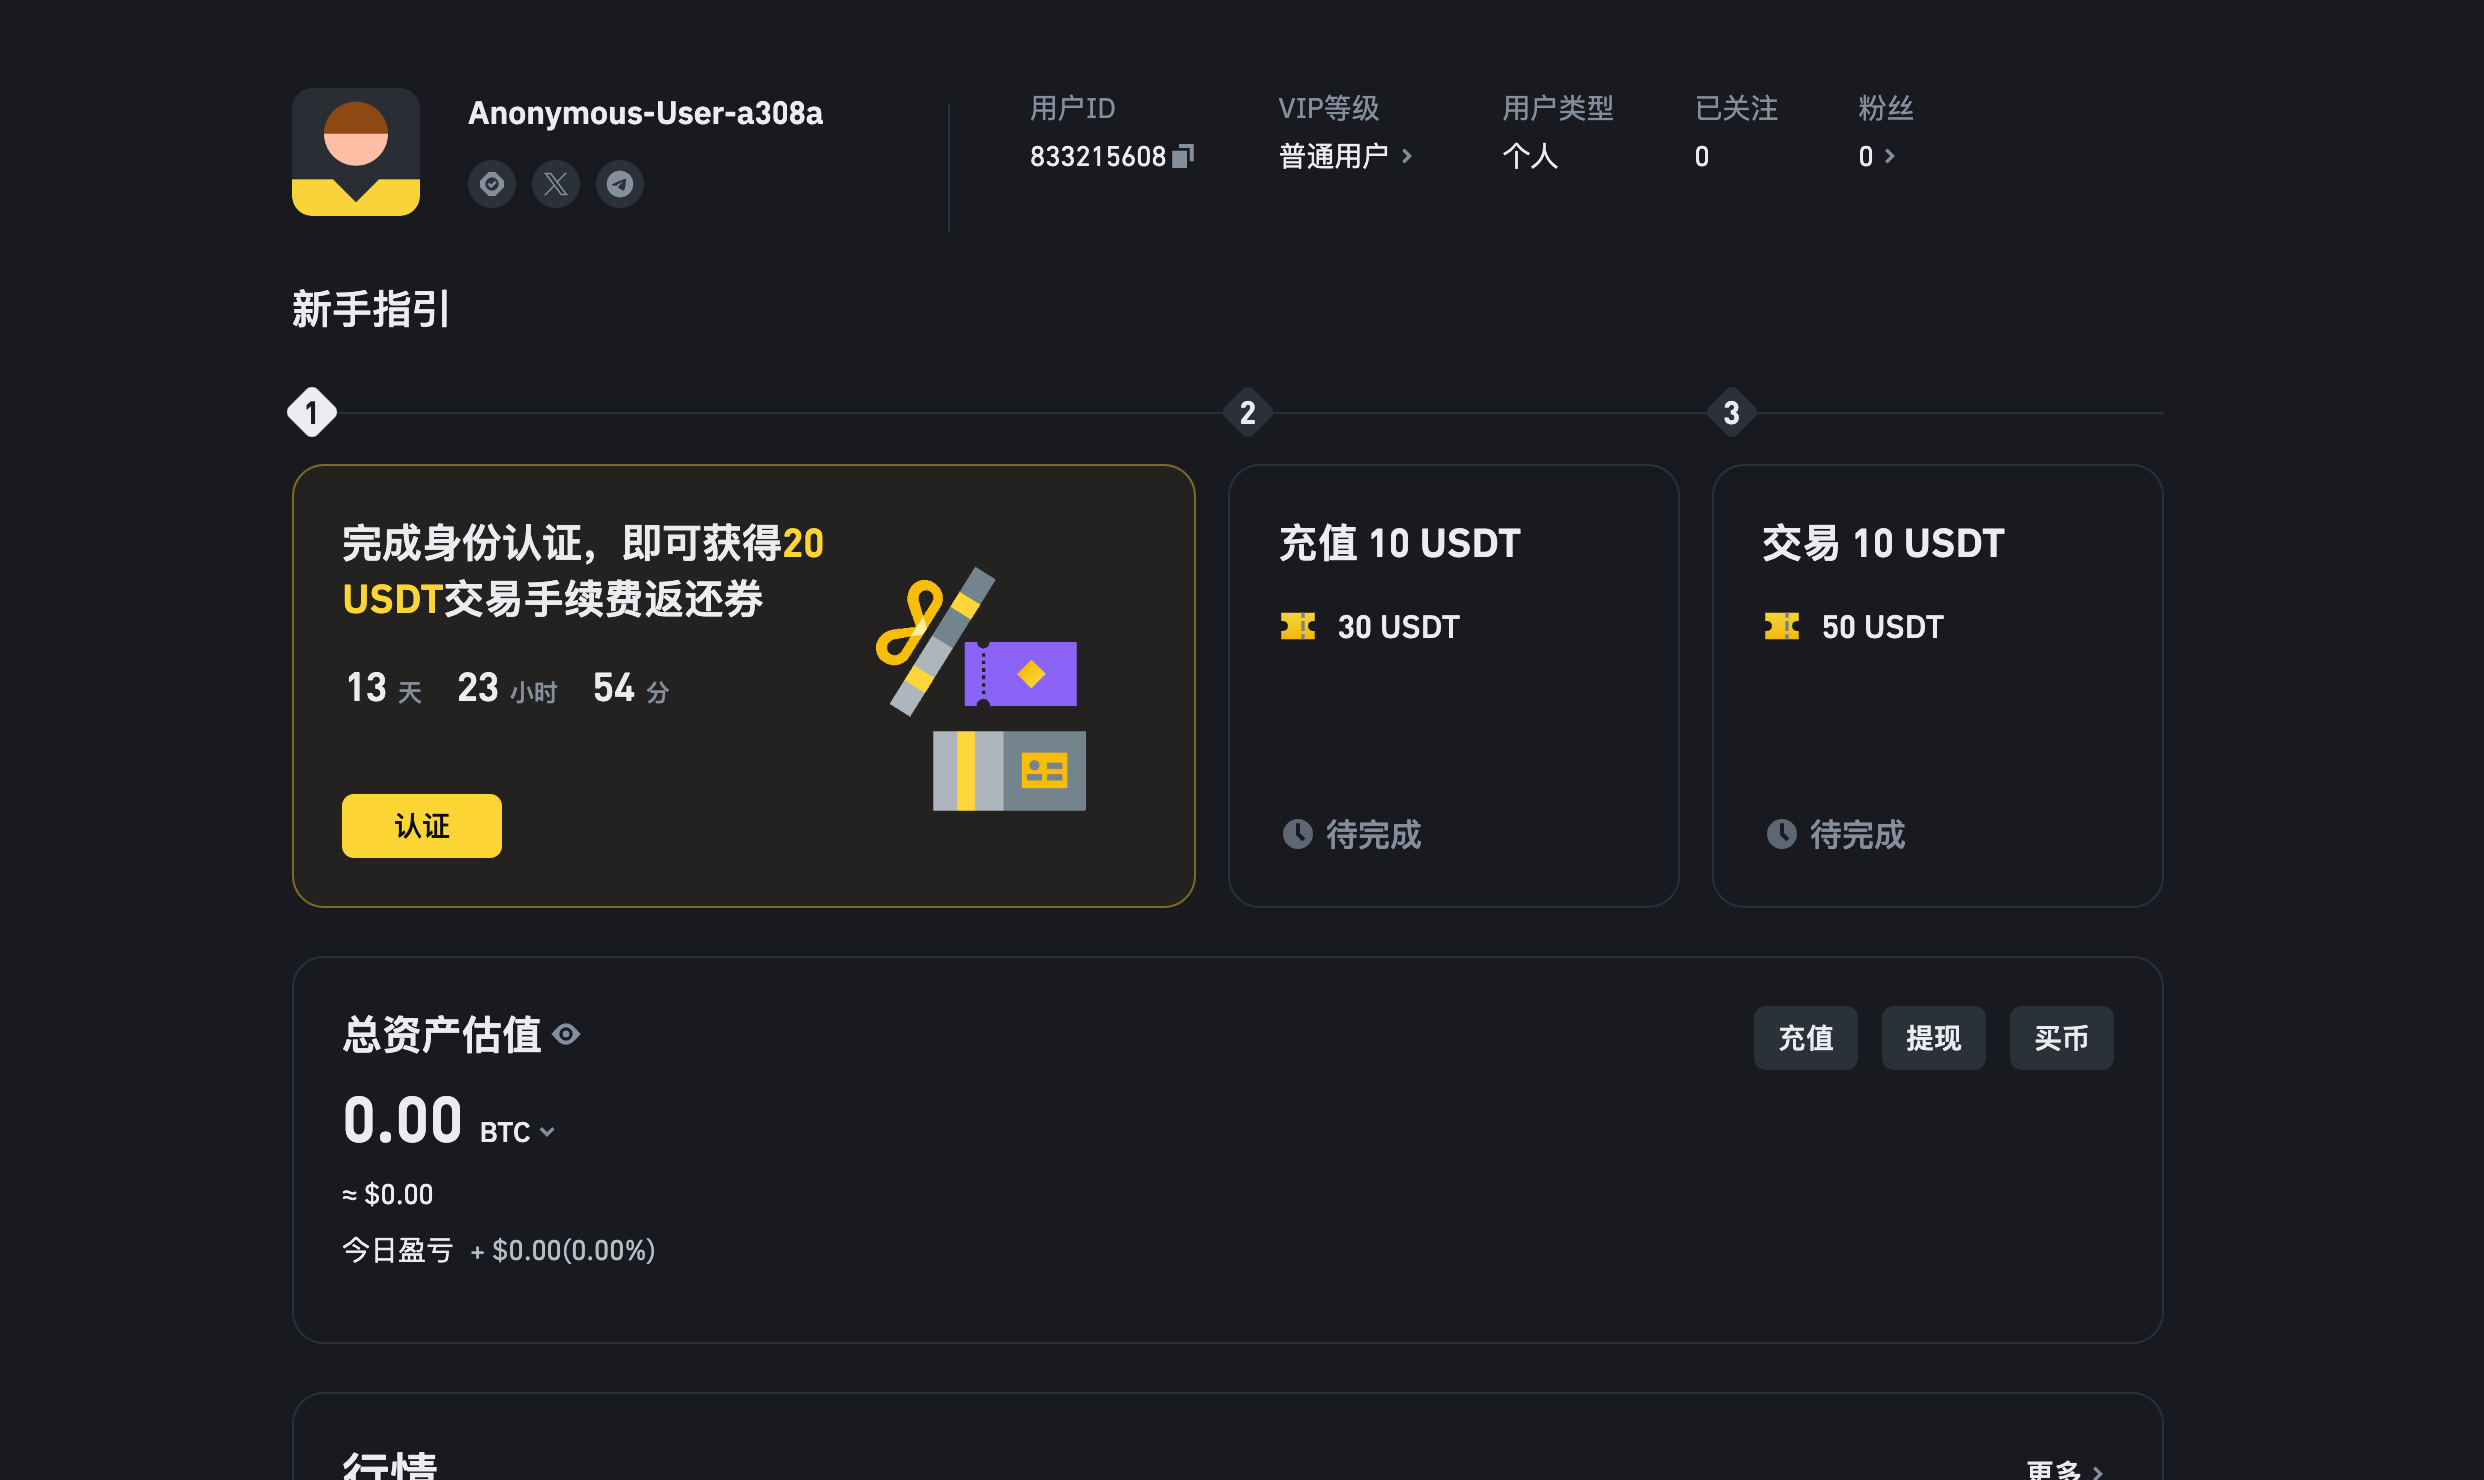 Anonymous-User-a308a
用户ID
833215608
VIP等级
普通用户
用户类型
个人
已关注
0
粉丝
0
新手指引
1
2
3
完成身份认证，即可获得20
USDT交易手续费返还券
13 天 23 小时 54 分
认证
充值 10 USDT
30 USDT
待完成
交易 10 USDT
50 USDT
待完成
总资产估值
充值
提现
买币
0.00 BTC
≈ $0.00
今日盈亏 + $0.00(0.00%)
行情
更多